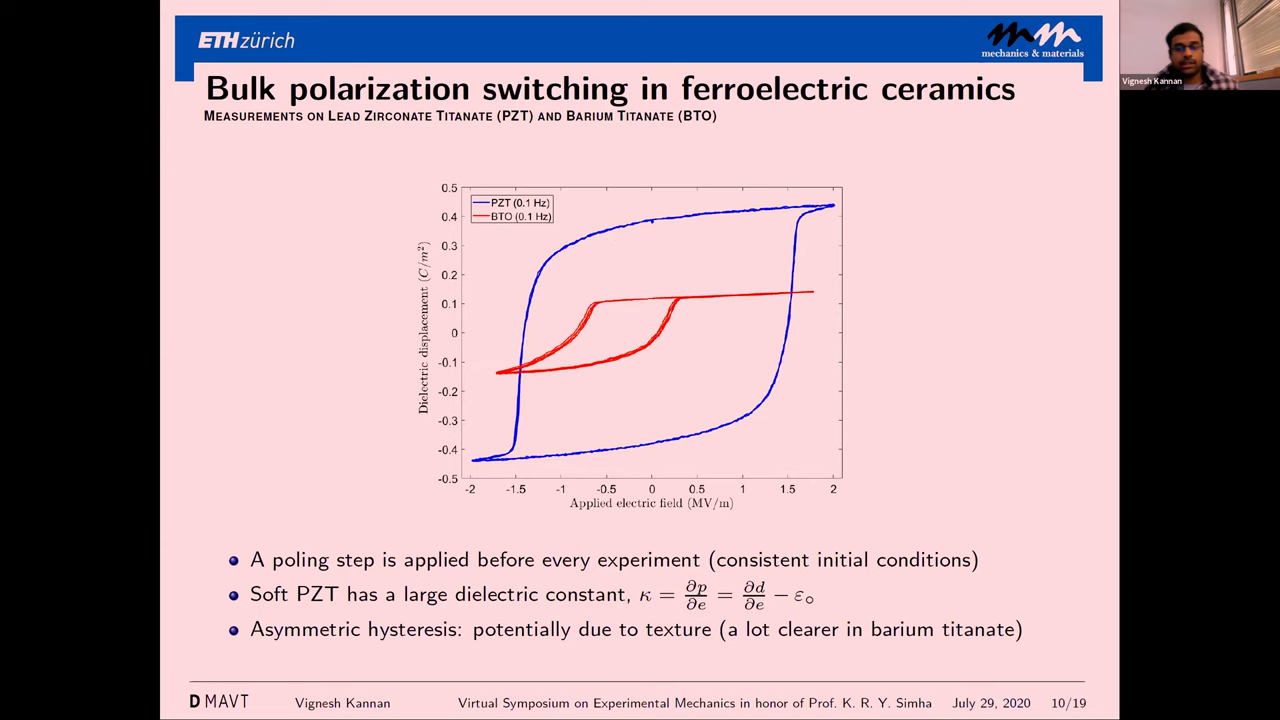 ETH zürich
mm
mechanics & materials
Vignesh Kannan
Bulk polarization switching in ferroelectric ceramics
MEASUREMENTS ON LEAD ZIRCONATE TITANATE (PZT) AND BARIUM TITANATE (BTO)
PZT (0.1 Hz)
BTO (0.1 Hz)
0.5
0.4
0.3
0.2
0.1
0
-0.1
-0.2
-0.3
-0.4
-0.5
Dielectric displacement (C/m²)
-2 -1.5 -1 -0.5 0 0.5 1 1.5 2
Applied electric field (MV/m)
A poling step is applied before every experiment (consistent initial conditions)
Soft PZT has a large dielectric constant, κ = ∂p/∂e = ∂d/∂e − ε∘
Asymmetric hysteresis: potentially due to texture (a lot clearer in barium titanate)
D MAVT Vignesh Kannan Virtual Symposium on Experimental Mechanics in honor of Prof. K. R. Y. Simha July 29, 2020 10/19